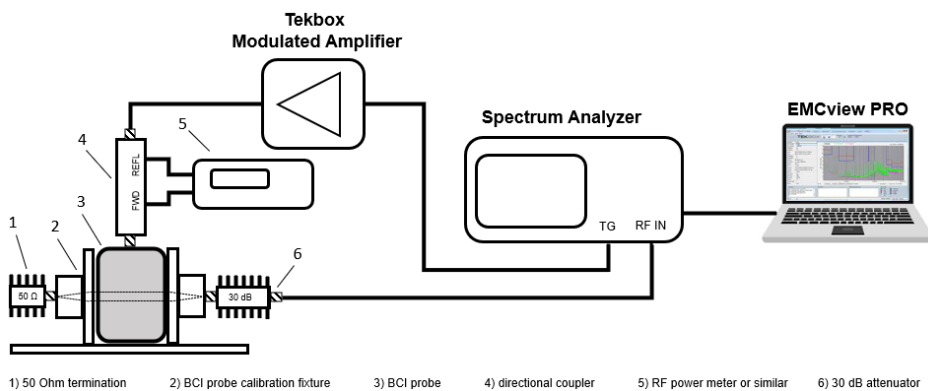 Tekbox
Modulated Amplifier
5
4
REFL
FWD
Spectrum Analyzer
EMCview PRO
TG
RF IN
3
2
1
6
50 Ω
30 dB
1) 50 Ohm termination
2) BCI probe calibration fixture
3) BCI probe
4) directional coupler
5) RF power meter or similar
6) 30 dB attenuator